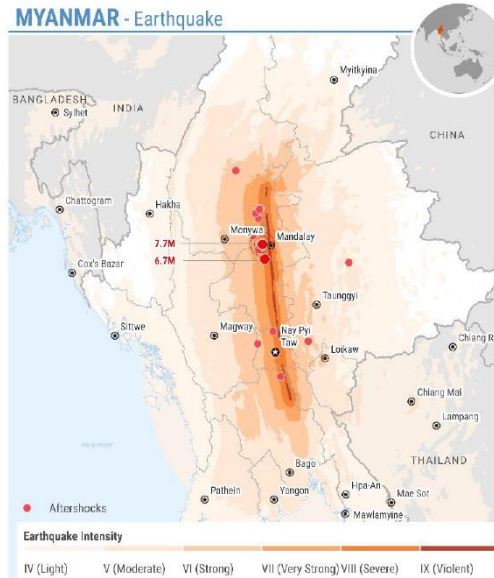 MYANMAR - Earthquake
Myitkyina
BANGLADESH
INDIA
Sylhet
CHINA
Chattogram
Hakha
Monywa
7.7M
Mandalay
6.7M
Cox's Bazar
Taunggyi
Sittwe
Magway
Nay Pyi
Taw
Loikaw
Chiang R
Chiang Mai
Lampang
THAILAND
Bago
Pathein
Yangon
Hpa-An
Mae Sot
Mawlamyine
Aftershocks
Earthquake Intensity
IV (Light) V (Moderate) VI (Strong) VII (Very Strong) VIII (Severe) IX (Violent)